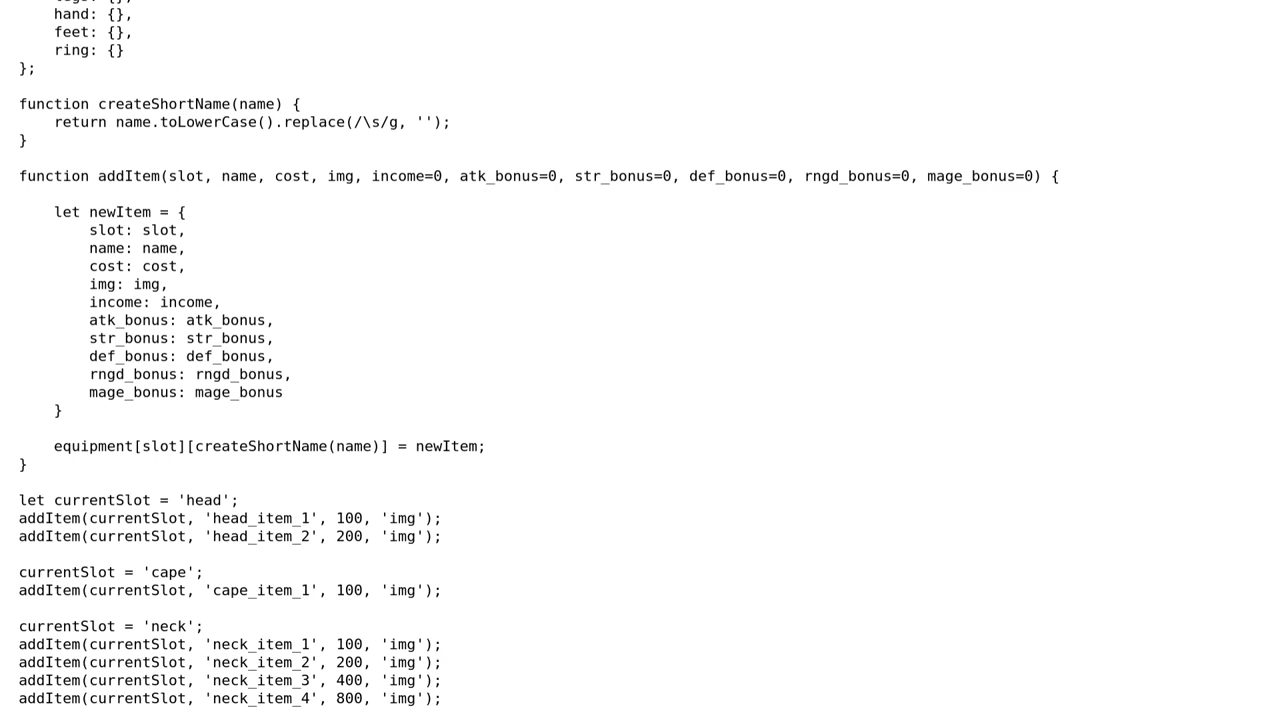 hand: {},
    feet: {},
    ring: {}
};

function createShortName(name) {
    return name.toLowerCase().replace(/\s/g, '');
}

function addItem(slot, name, cost, img, income=0, atk_bonus=0, str_bonus=0, def_bonus=0, rngd_bonus=0, mage_bonus=0) {

    let newItem = {
        slot: slot,
        name: name,
        cost: cost,
        img: img,
        income: income,
        atk_bonus: atk_bonus,
        str_bonus: str_bonus,
        def_bonus: def_bonus,
        rngd_bonus: rngd_bonus,
        mage_bonus: mage_bonus
    }

    equipment[slot][createShortName(name)] = newItem;
}

let currentSlot = 'head';
addItem(currentSlot, 'head_item_1', 100, 'img');
addItem(currentSlot, 'head_item_2', 200, 'img');

currentSlot = 'cape';
addItem(currentSlot, 'cape_item_1', 100, 'img');

currentSlot = 'neck';
addItem(currentSlot, 'neck_item_1', 100, 'img');
addItem(currentSlot, 'neck_item_2', 200, 'img');
addItem(currentSlot, 'neck_item_3', 400, 'img');
addItem(currentSlot, 'neck_item_4', 800, 'img');